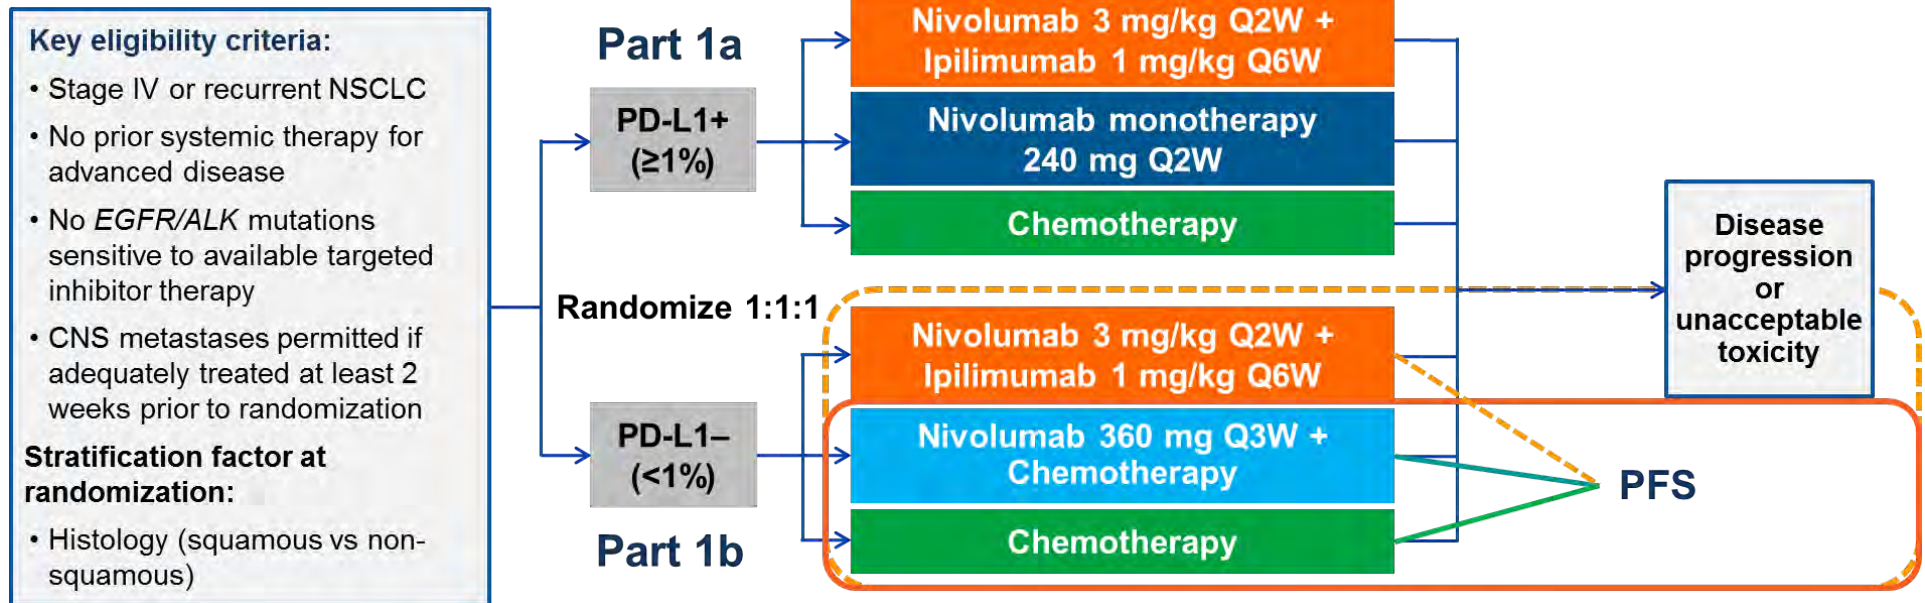 Key eligibility criteria:
• Stage IV or recurrent NSCLC
• No prior systemic therapy for
advanced disease
• No EGFR/ALK mutations
sensitive to available targeted
inhibitor therapy
• CNS metastases permitted if
adequately treated at least 2
weeks prior to randomization
Stratification factor at
randomization:
• Histology (squamous vs non-
squamous)
Part 1a
PD-L1+
(≥1%)
Randomize 1:1:1
PD-L1–
(<1%)
Part 1b
Nivolumab 3 mg/kg Q2W +
Ipilimumab 1 mg/kg Q6W
Nivolumab monotherapy
240 mg Q2W
Chemotherapy
Nivolumab 3 mg/kg Q2W +
Ipilimumab 1 mg/kg Q6W
Nivolumab 360 mg Q3W +
Chemotherapy
Chemotherapy
Disease
progression
or
unacceptable
toxicity
PFS